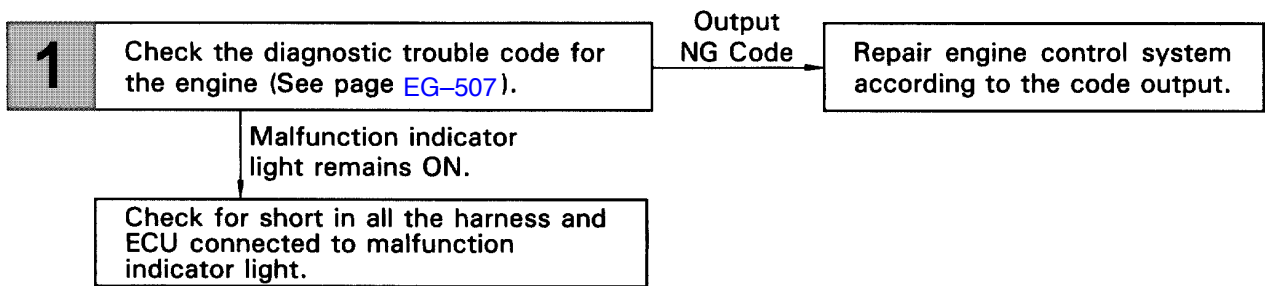 1
Check the diagnostic trouble code for
the engine (See page EG–507).
Output
NG Code
Repair engine control system
according to the code output.
Malfunction indicator
light remains ON.
Check for short in all the harness and
ECU connected to malfunction
indicator light.